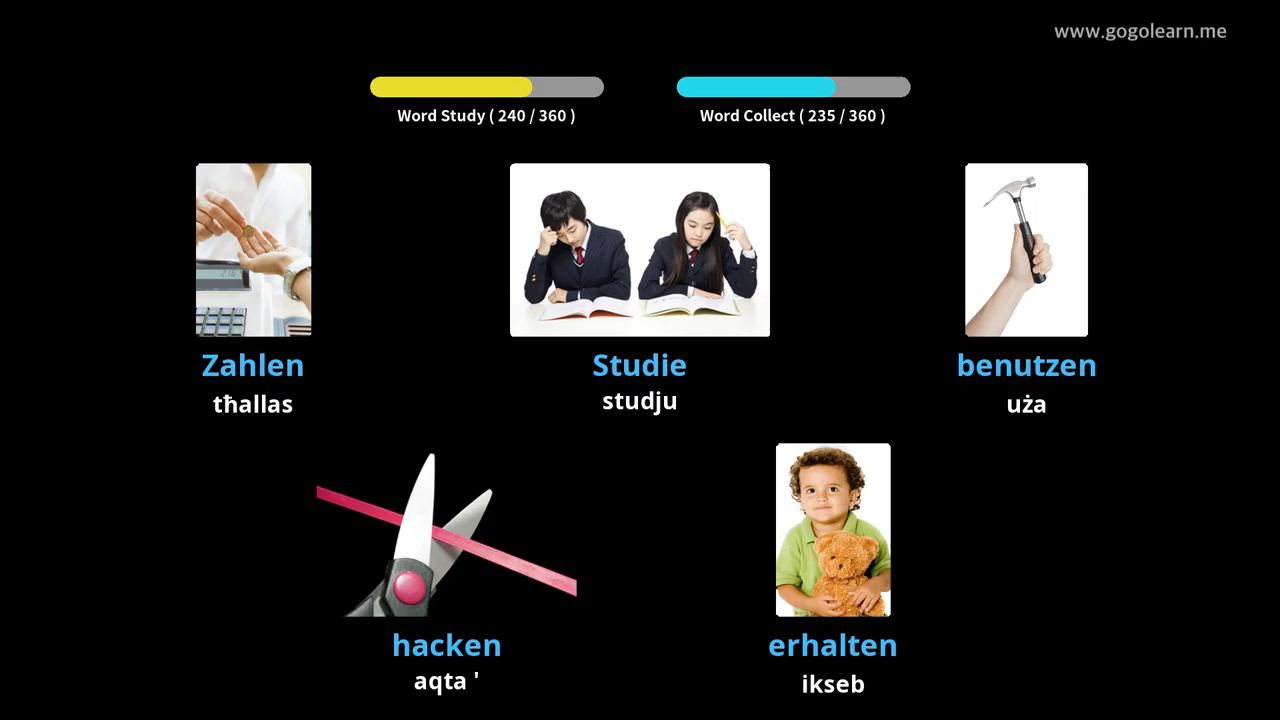 www.gogolearn.me
Word Study ( 240 / 360 )
Word Collect ( 235 / 360 )
Zahlen
tħallas
Studie
studju
benutzen
uża
hacken
aqta '
erhalten
ikseb